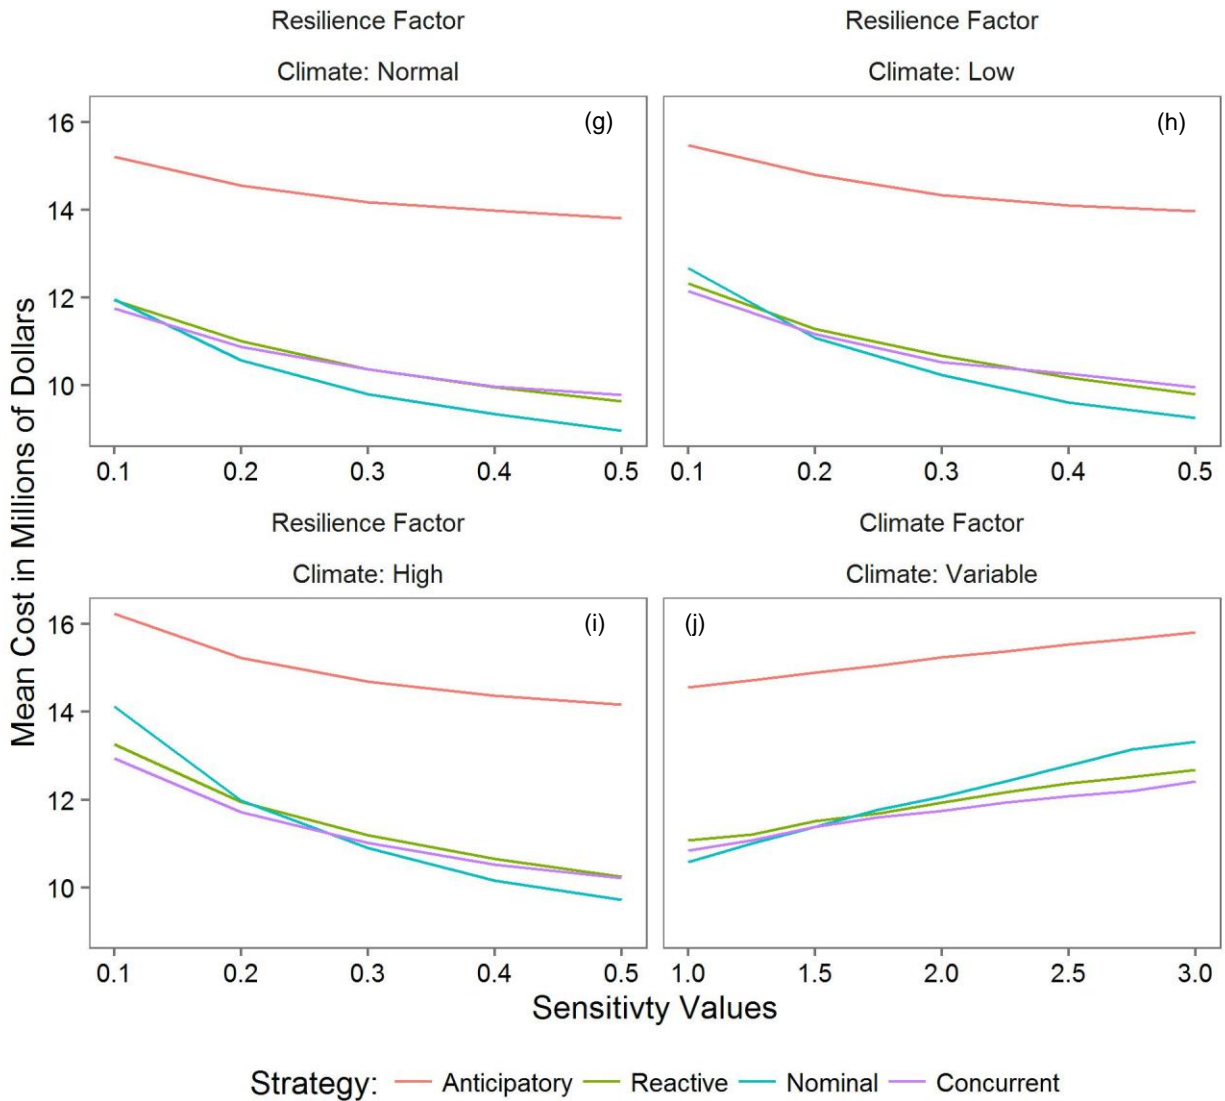 Resilience Factor
Climate: Normal
Resilience Factor
Climate: Low
(g)
(h)
16
14
12
10
0.1 0.2 0.3 0.4 0.5
0.1 0.2 0.3 0.4 0.5
Mean Cost in Millions of Dollars
Resilience Factor
Climate: High
Climate Factor
Climate: Variable
(i)
(j)
16
14
12
10
0.1 0.2 0.3 0.4 0.5
1.0 1.5 2.0 2.5 3.0
Sensitivty Values
Strategy: Anticipatory Reactive Nominal Concurrent